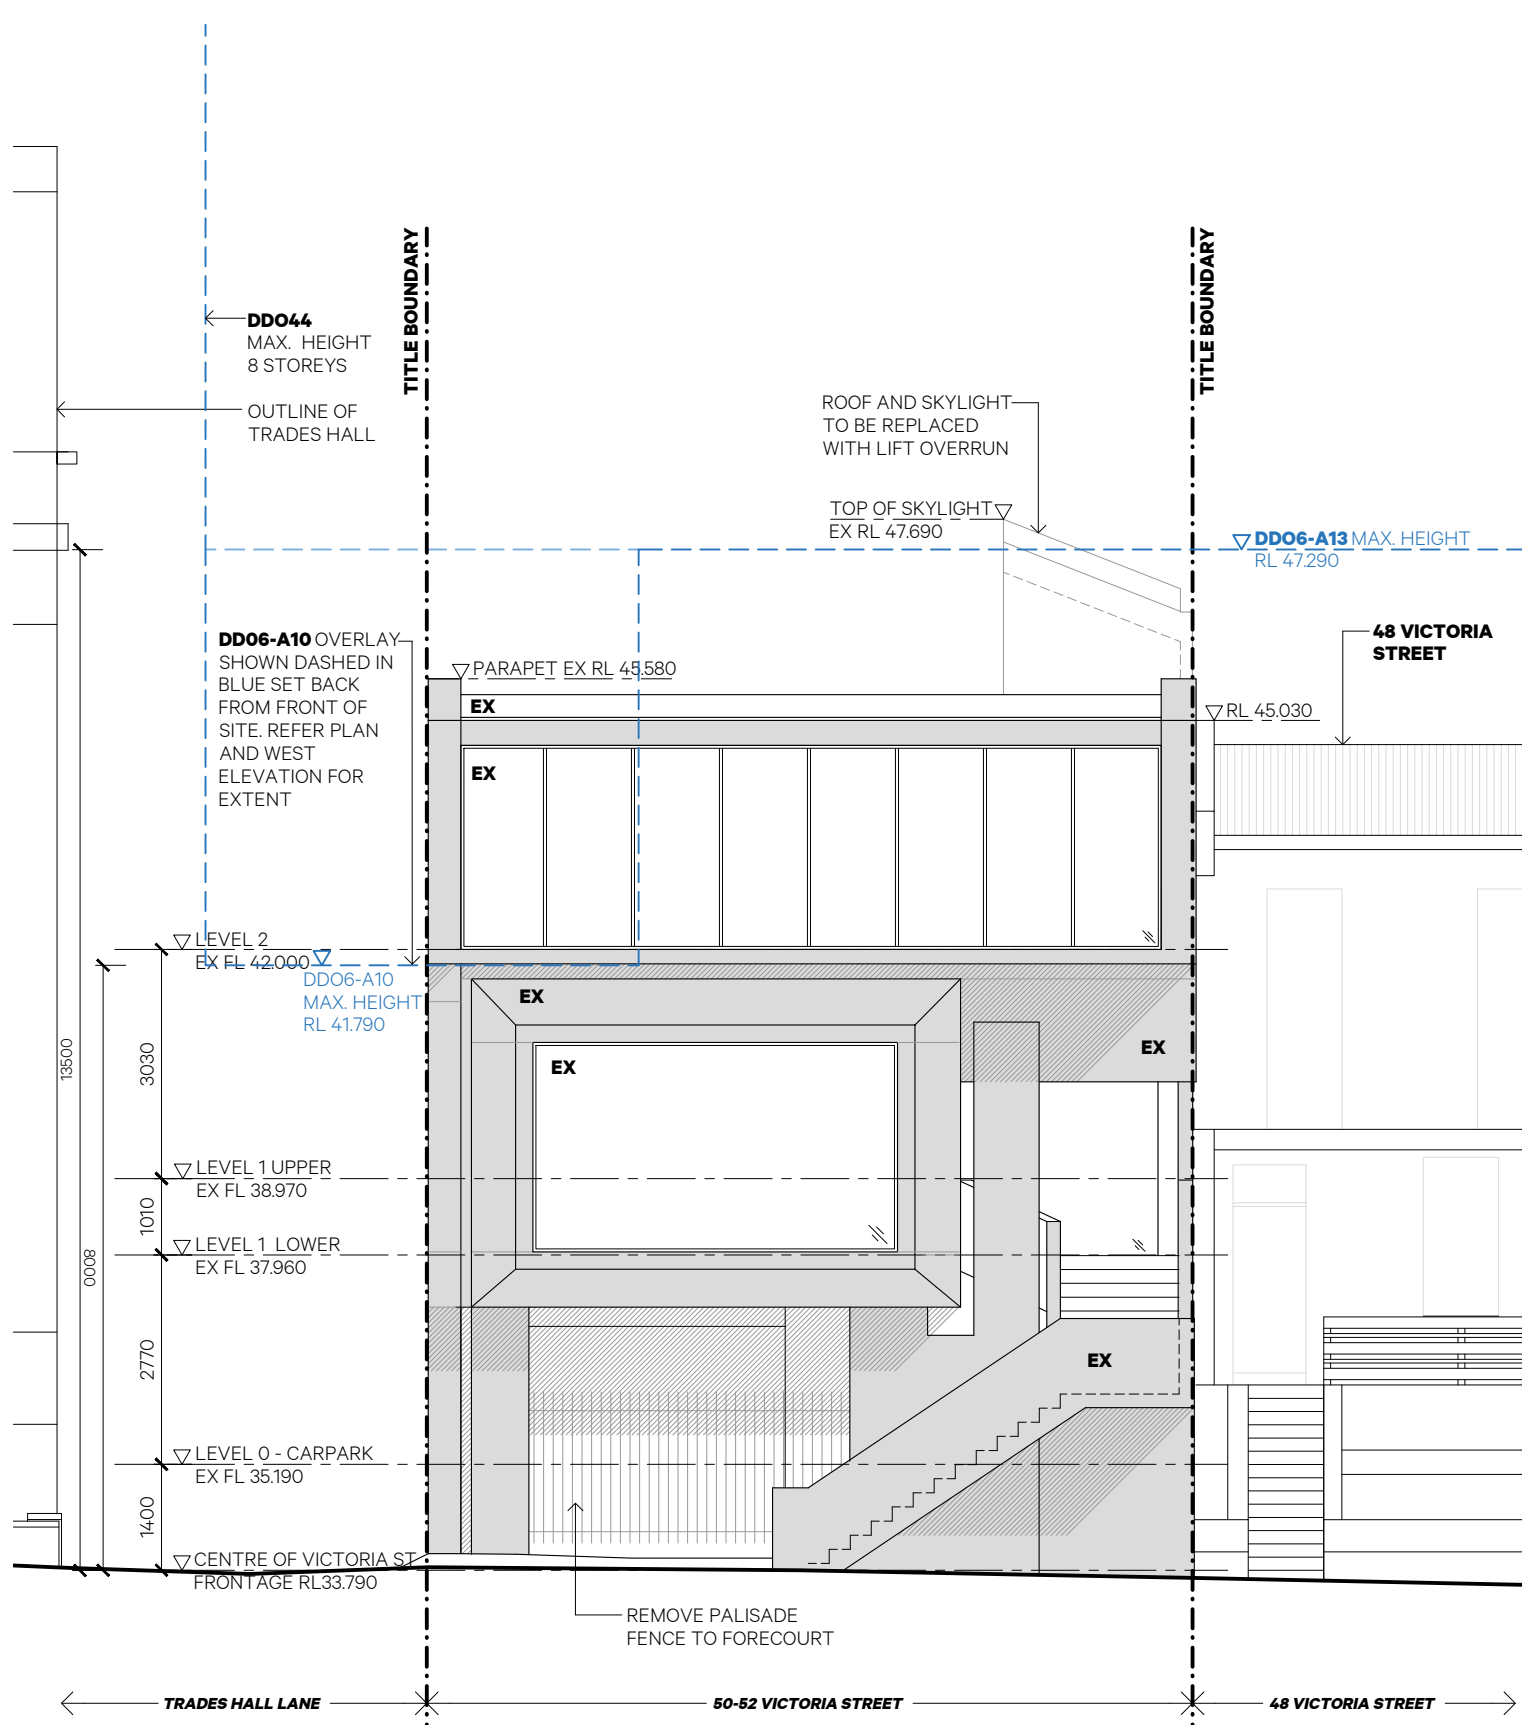 TITLE BOUNDARY
TITLE BOUNDARY
DDO44
MAX. HEIGHT
8 STOREYS
OUTLINE OF
TRADES HALL
ROOF AND SKYLIGHT
TO BE REPLACED
WITH LIFT OVERRUN
TOP OF SKYLIGHT
EX RL 47.690
DDO6-A13 MAX. HEIGHT
RL 47.290
DD06-A10 OVERLAY
SHOWN DASHED IN
BLUE SET BACK
FROM FRONT OF
SITE. REFER PLAN
AND WEST
ELEVATION FOR
EXTENT
48 VICTORIA
STREET
PARAPET EX RL 45.580
EX
RL 45.030
EX
LEVEL 2
EX FL 42.000
DDO6-A10
MAX. HEIGHT
RL 41.790
EX
EX
EX
13500
3030
LEVEL 1 UPPER
EX FL 38.970
1010
LEVEL 1 LOWER
EX FL 37.960
8000
2770
EX
LEVEL 0 - CARPARK
EX FL 35.190
1400
CENTRE OF VICTORIA ST
FRONTAGE RL33.790
REMOVE PALISADE
FENCE TO FORECOURT
TRADES HALL LANE
50-52 VICTORIA STREET
48 VICTORIA STREET